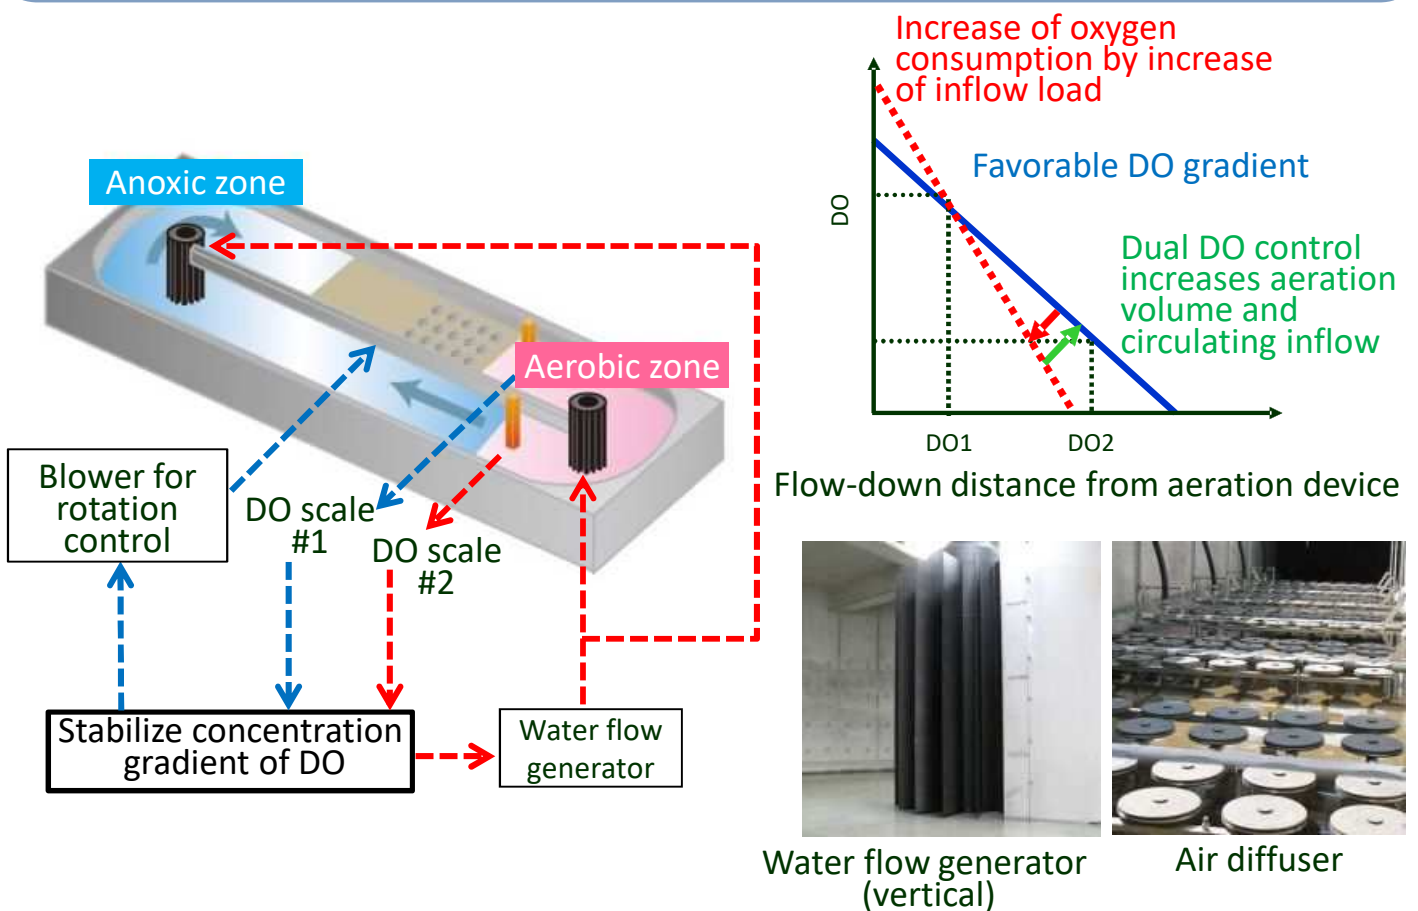 Increase of oxygen
consumption by increase
of inflow load
Anoxic zone
Favorable DO gradient
DO
Dual DO control
increases aeration
volume and
circulating inflow
Aerobic zone
DO1
DO2
Flow-down distance from aeration device
Blower for
rotation
control
DO scale
#1
DO scale
#2
Stabilize concentration
gradient of DO
Water flow
generator
Water flow generator
(vertical)
Air diffuser